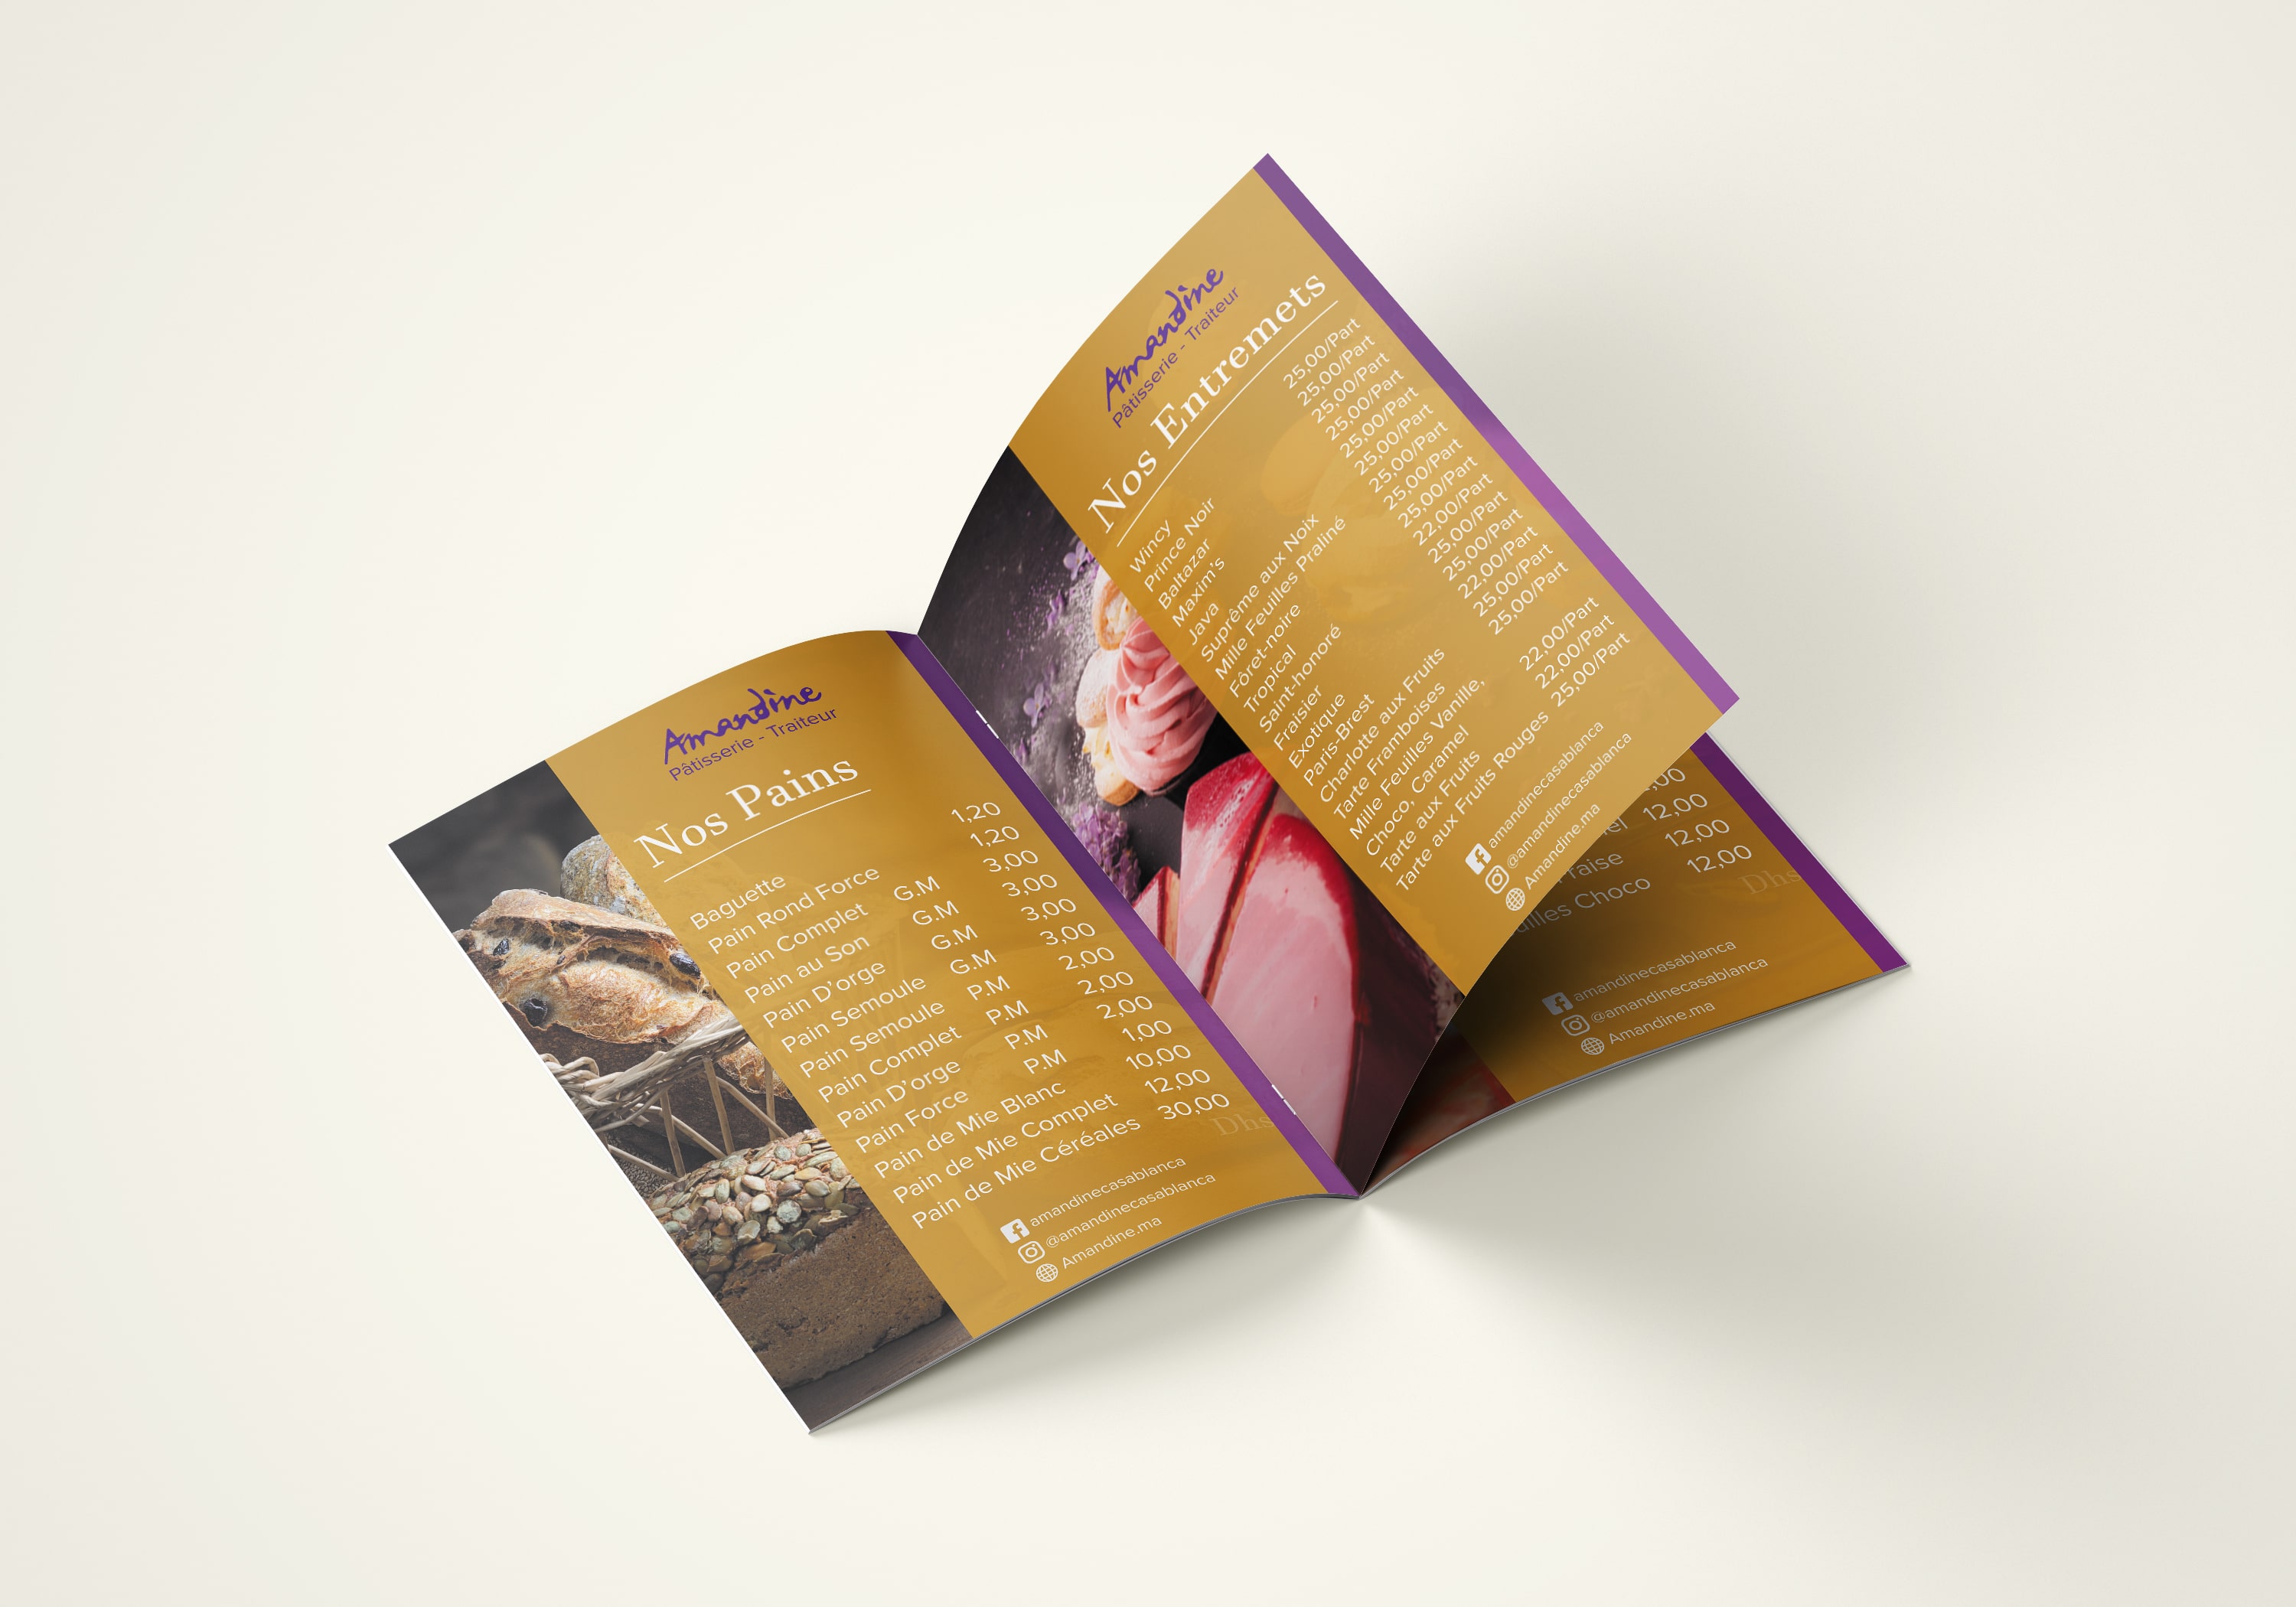 Amandine
Pâtisserie - Traiteur
Nos Pains
Baguette 1,20
Pain Rond Force 1,20
Pain Complet G.M 3,00
Pain au Son G.M 3,00
Pain D'orge G.M 3,00
Pain Semoule G.M 3,00
Pain Semoule P.M 2,00
Pain Complet P.M 2,00
Pain D'orge P.M 2,00
Pain Force P.M 1,00
Pain de Mie Blanc 10,00
Pain de Mie Complet 12,00
Pain de Mie Céréales 30,00
Dhs
amandinecasablanca
@amandinecasablanca
Amandine.ma
Amandine
Pâtisserie - Traiteur
Nos Entremets
Wincy 25,00/Part
Prince Noir 25,00/Part
Baltazar 25,00/Part
Maxim's 25,00/Part
Java 25,00/Part
Suprême aux Noix 25,00/Part
Mille Feuilles Praliné 25,00/Part
Fôret-noire 25,00/Part
Tropical 25,00/Part
Saint-honoré 22,00/Part
Fraisier 25,00/Part
Exotique 25,00/Part
Paris-Brest 22,00/Part
Charlotte aux Fruits 25,00/Part
Tarte Framboises 25,00/Part
Mille Feuilles Vanille,
Choco, Caramel 22,00/Part
Tarte aux Fruits 22,00/Part
Tarte aux Fruits Rouges 25,00/Part
amandinecasablanca
@amandinecasablanca
Amandine.ma
12,00
12,00
Choco 12,00
Dhs
amandinecasablanca
@amandinecasablanca
Amandine.ma